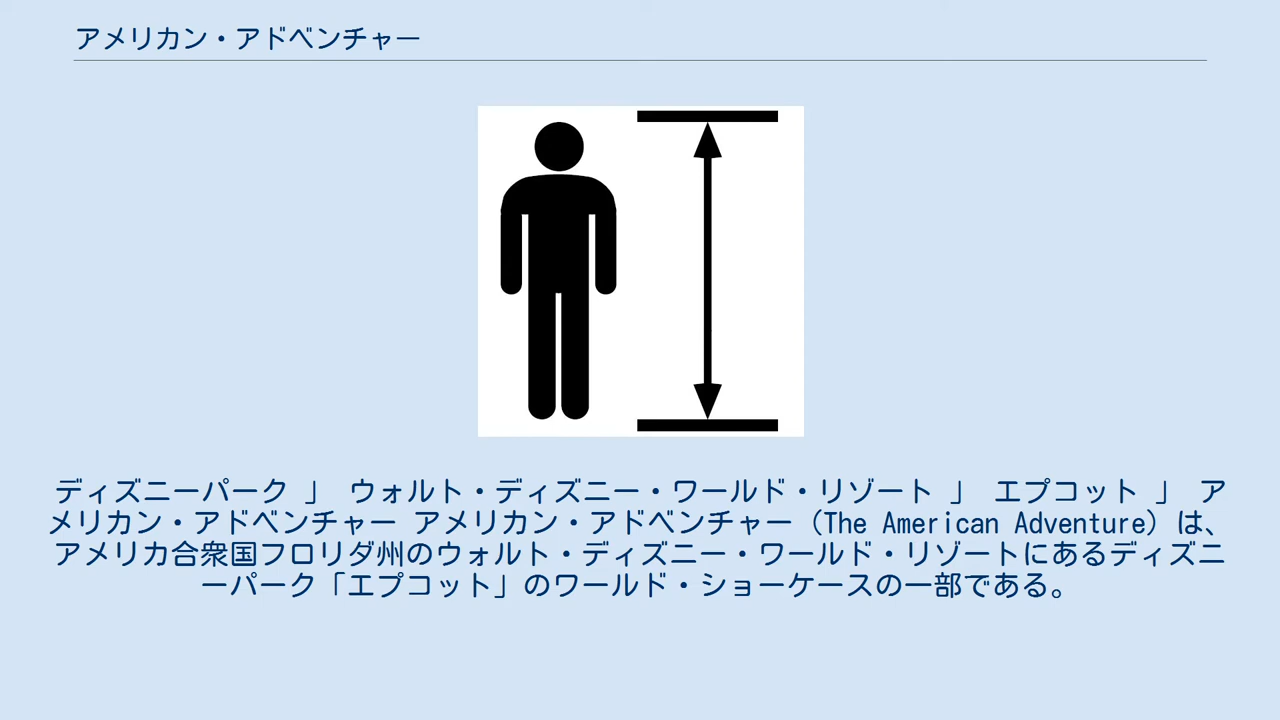 アメリカン・アドベンチャー
ディズニーパーク 」 ウォルト・ディズニー・ワールド・リゾート 」 エプコット 」 ア
メリカン・アドベンチャー アメリカン・アドベンチャー（The American Adventure）は、
アメリカ合衆国フロリダ州のウォルト・ディズニー・ワールド・リゾートにあるディズニ
ーパーク「エプコット」のワールド・ショーケースの一部である。